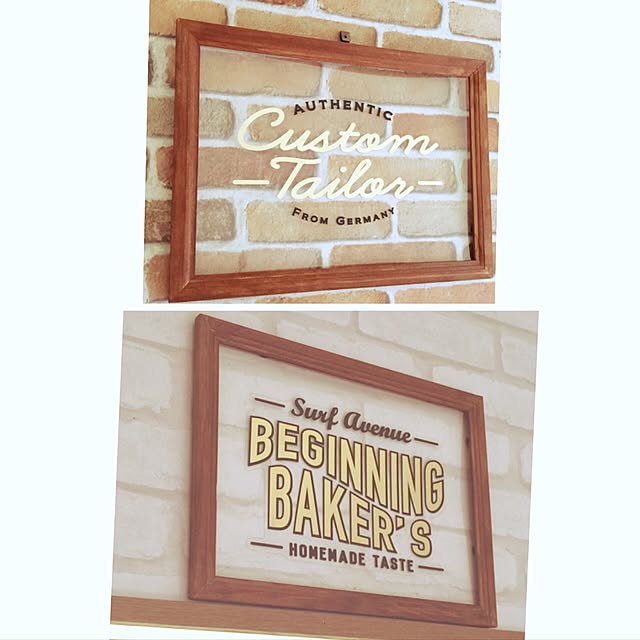 AUTHENTIC
Custom
Tailor
FROM GERMANY
Surf Avenue
BEGINNING
BAKER'S
HOMEMADE TASTE